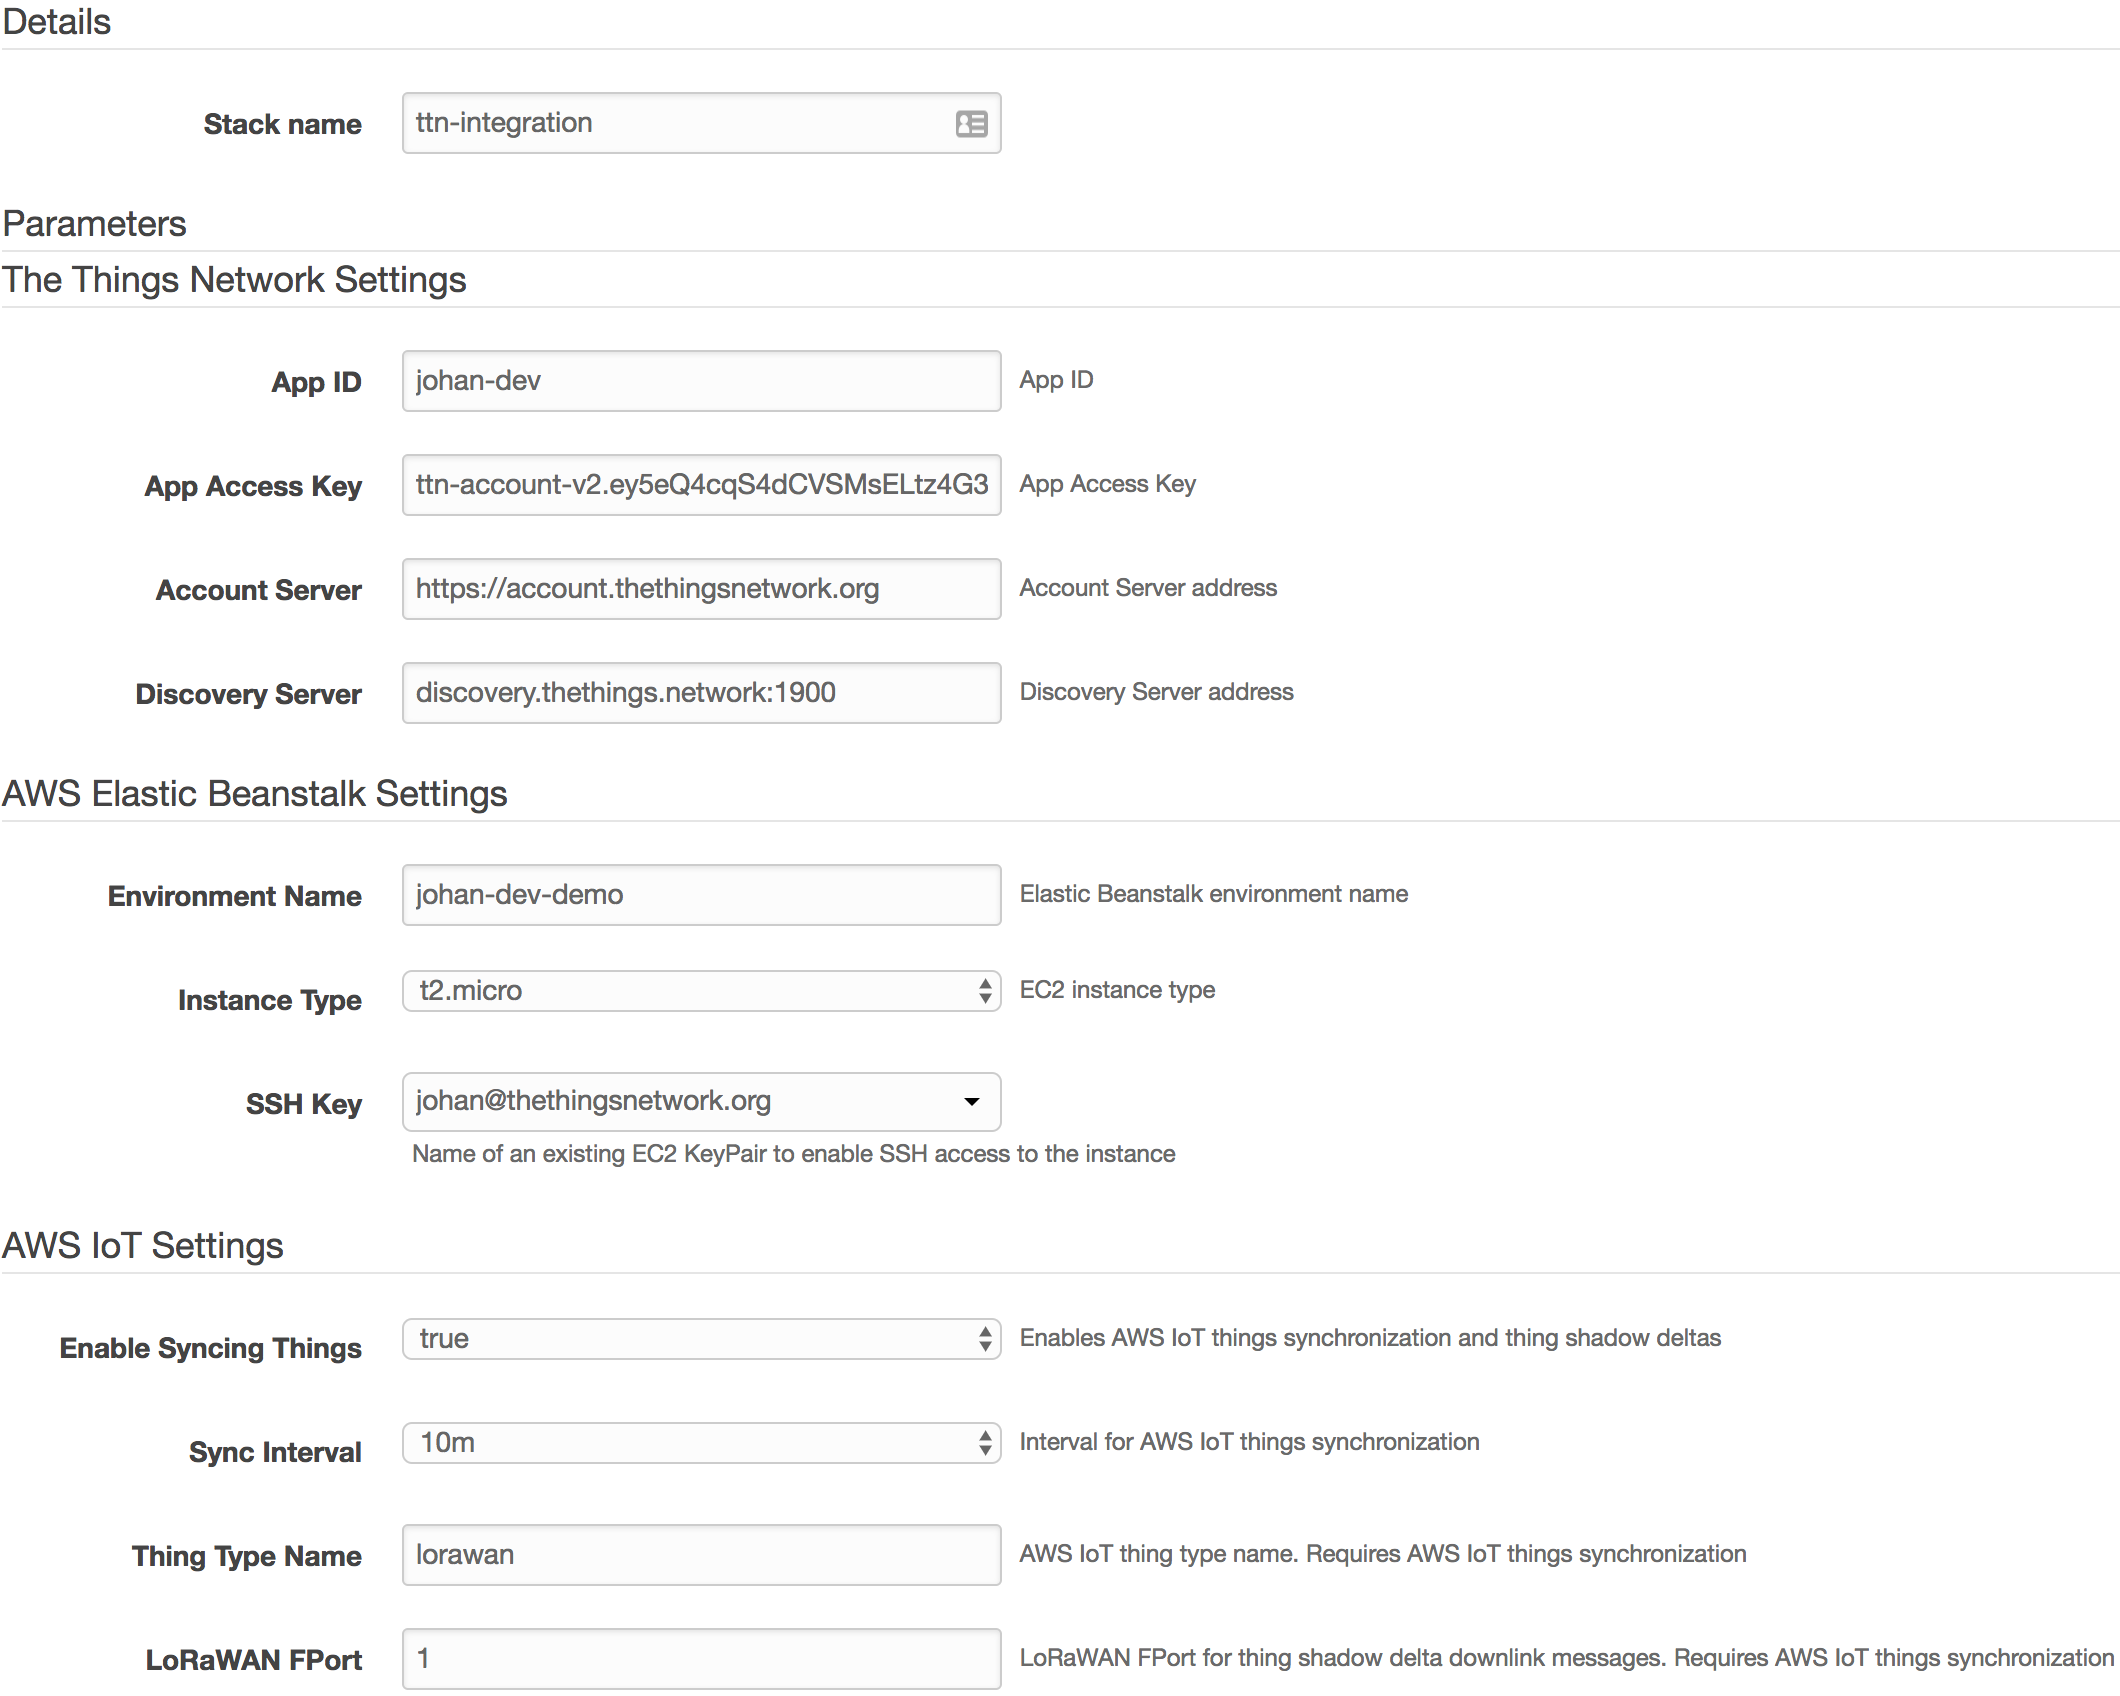 Details
Stack name ttn-integration
Parameters
The Things Network Settings
App ID johan-dev App ID
App Access Key ttn-account-v2.ey5eQ4cqS4dCVSMsELtz4G3 App Access Key
Account Server https://account.thethingsnetwork.org Account Server address
Discovery Server discovery.thethings.network:1900 Discovery Server address
AWS Elastic Beanstalk Settings
Environment Name johan-dev-demo Elastic Beanstalk environment name
Instance Type t2.micro EC2 instance type
SSH Key johan@thethingsnetwork.org
Name of an existing EC2 KeyPair to enable SSH access to the instance
AWS IoT Settings
Enable Syncing Things true Enables AWS IoT things synchronization and thing shadow deltas
Sync Interval 10m Interval for AWS IoT things synchronization
Thing Type Name lorawan AWS IoT thing type name. Requires AWS IoT things synchronization
LoRaWAN FPort 1 LoRaWAN FPort for thing shadow delta downlink messages. Requires AWS IoT things synchronization